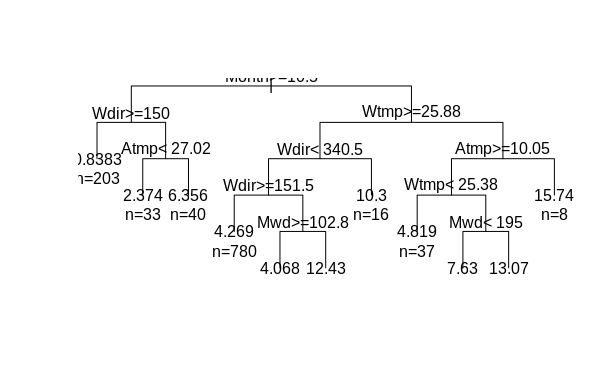 Month>=10.5
Wdir>=150
Wtmp>=25.88
Atmp< 27.02
Wdir< 340.5
Atmp>=10.05
0.8383
n=203
2.374
n=33
6.356
n=40
Wdir>=151.5
10.3
n=16
Wtmp< 25.38
15.74
n=8
4.269
n=780
Mwd>=102.8
4.819
n=37
Mwd< 195
4.068
12.43
7.63
13.07